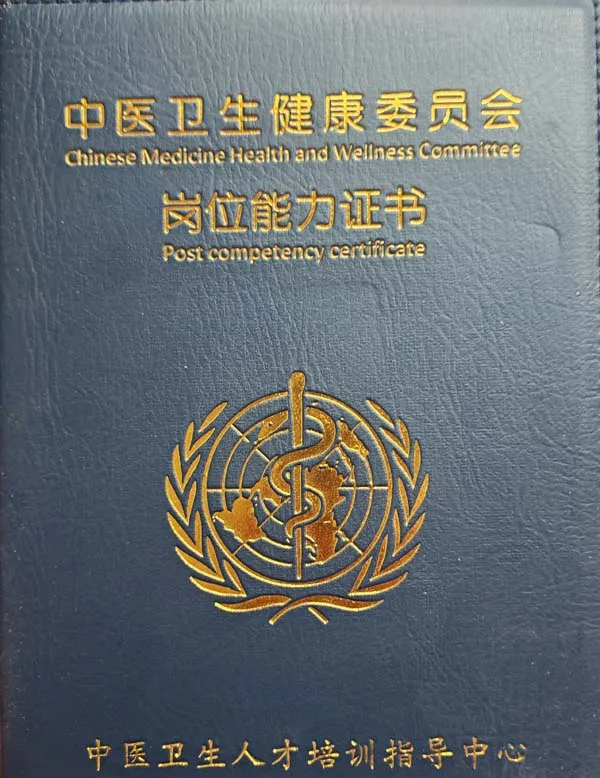 中医卫生健康委员会
Chinese Medicine Health and Wellness Committee
岗位能力证书
Post competency certificate
中医卫生人才培训指导中心